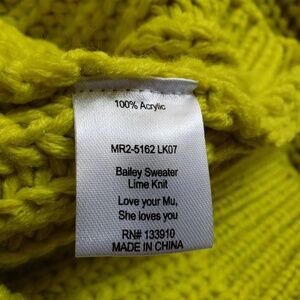 100% Acrylic
MR2-5162 LK07
Bailey Sweater
Lime Knit
Love your Mu,
She loves you
RN# 133910
MADE IN CHINA